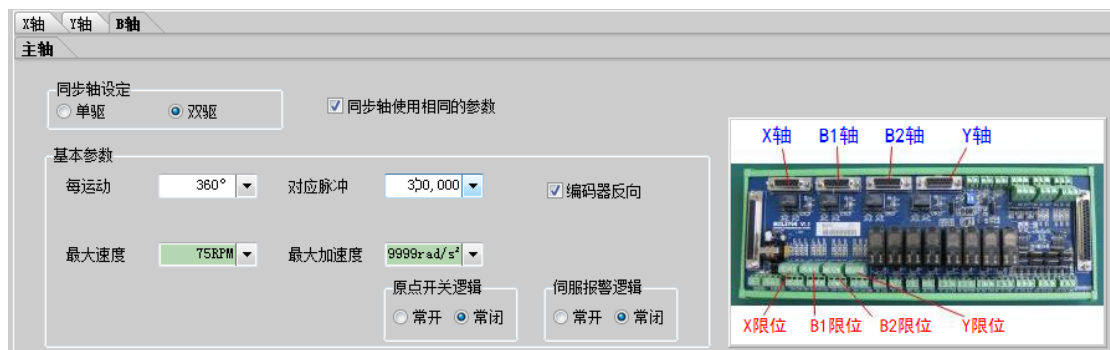 X轴 Y轴 B轴
主轴
同步轴设定
单驱 双驱
同步轴使用相同的参数
基本参数
每运动 360° 对应脉冲 300,000 编码器反向
最大速度 75RPM 最大加速度 9999rad/s²
原点开关逻辑
常开 常闭
伺服报警逻辑
常开 常闭
X轴 B1轴 B2轴 Y轴
X限位 B1限位 B2限位 Y限位